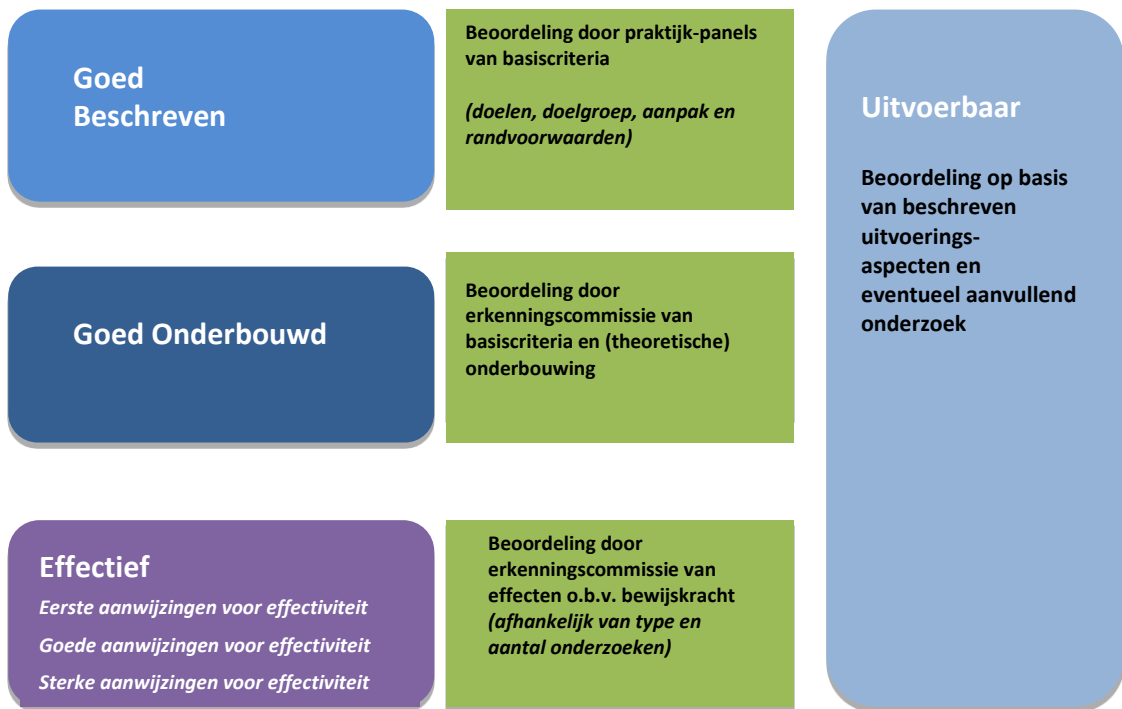 Goed
Beschreven
Beoordeling door praktijk-panels
van basiscriteria
(doelen, doelgroep, aanpak en
randvoorwaarden)
Goed Onderbouwd
Beoordeling door
erkenningscommissie van
basiscriteria en (theoretische)
onderbouwing
Effectief
Eerste aanwijzingen voor effectiviteit
Goede aanwijzingen voor effectiviteit
Sterke aanwijzingen voor effectiviteit
Beoordeling door
erkenningscommissie van
effecten o.b.v. bewijskracht
(afhankelijk van type en
aantal onderzoeken)
Uitvoerbaar
Beoordeling op basis
van beschreven
uitvoerings-
aspecten en
eventueel aanvullend
onderzoek